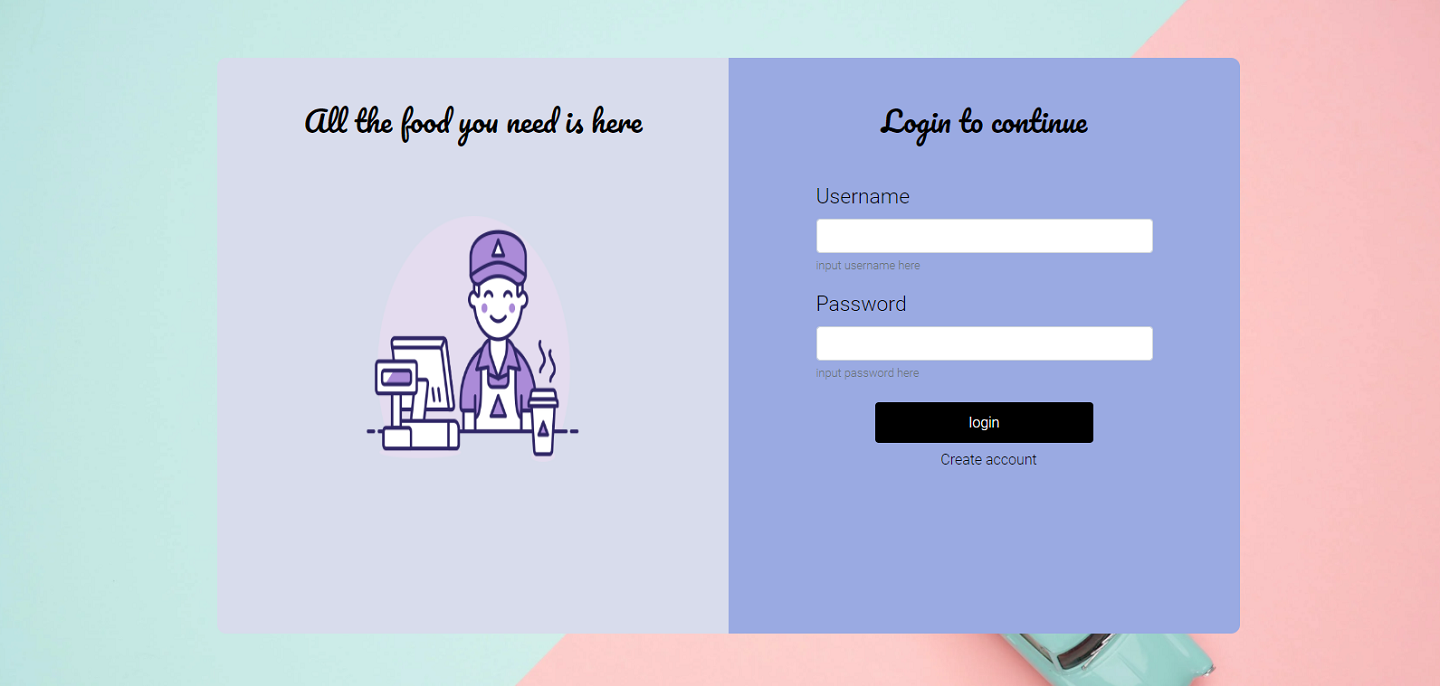 All the food you need is here
Login to continue
Username
input username here
Password
input password here
login
Create account